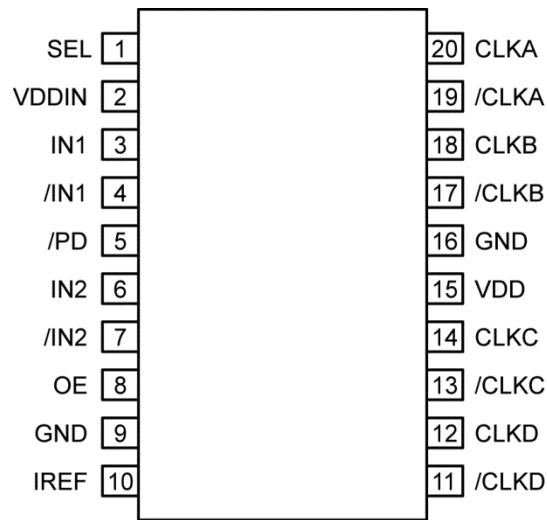 SEL 1 20 CLKA
VDDIN 2 19 /CLKA
IN1 3 18 CLKB
/IN1 4 17 /CLKB
/PD 5 16 GND
IN2 6 15 VDD
/IN2 7 14 CLKC
OE 8 13 /CLKC
GND 9 12 CLKD
IREF 10 11 /CLKD